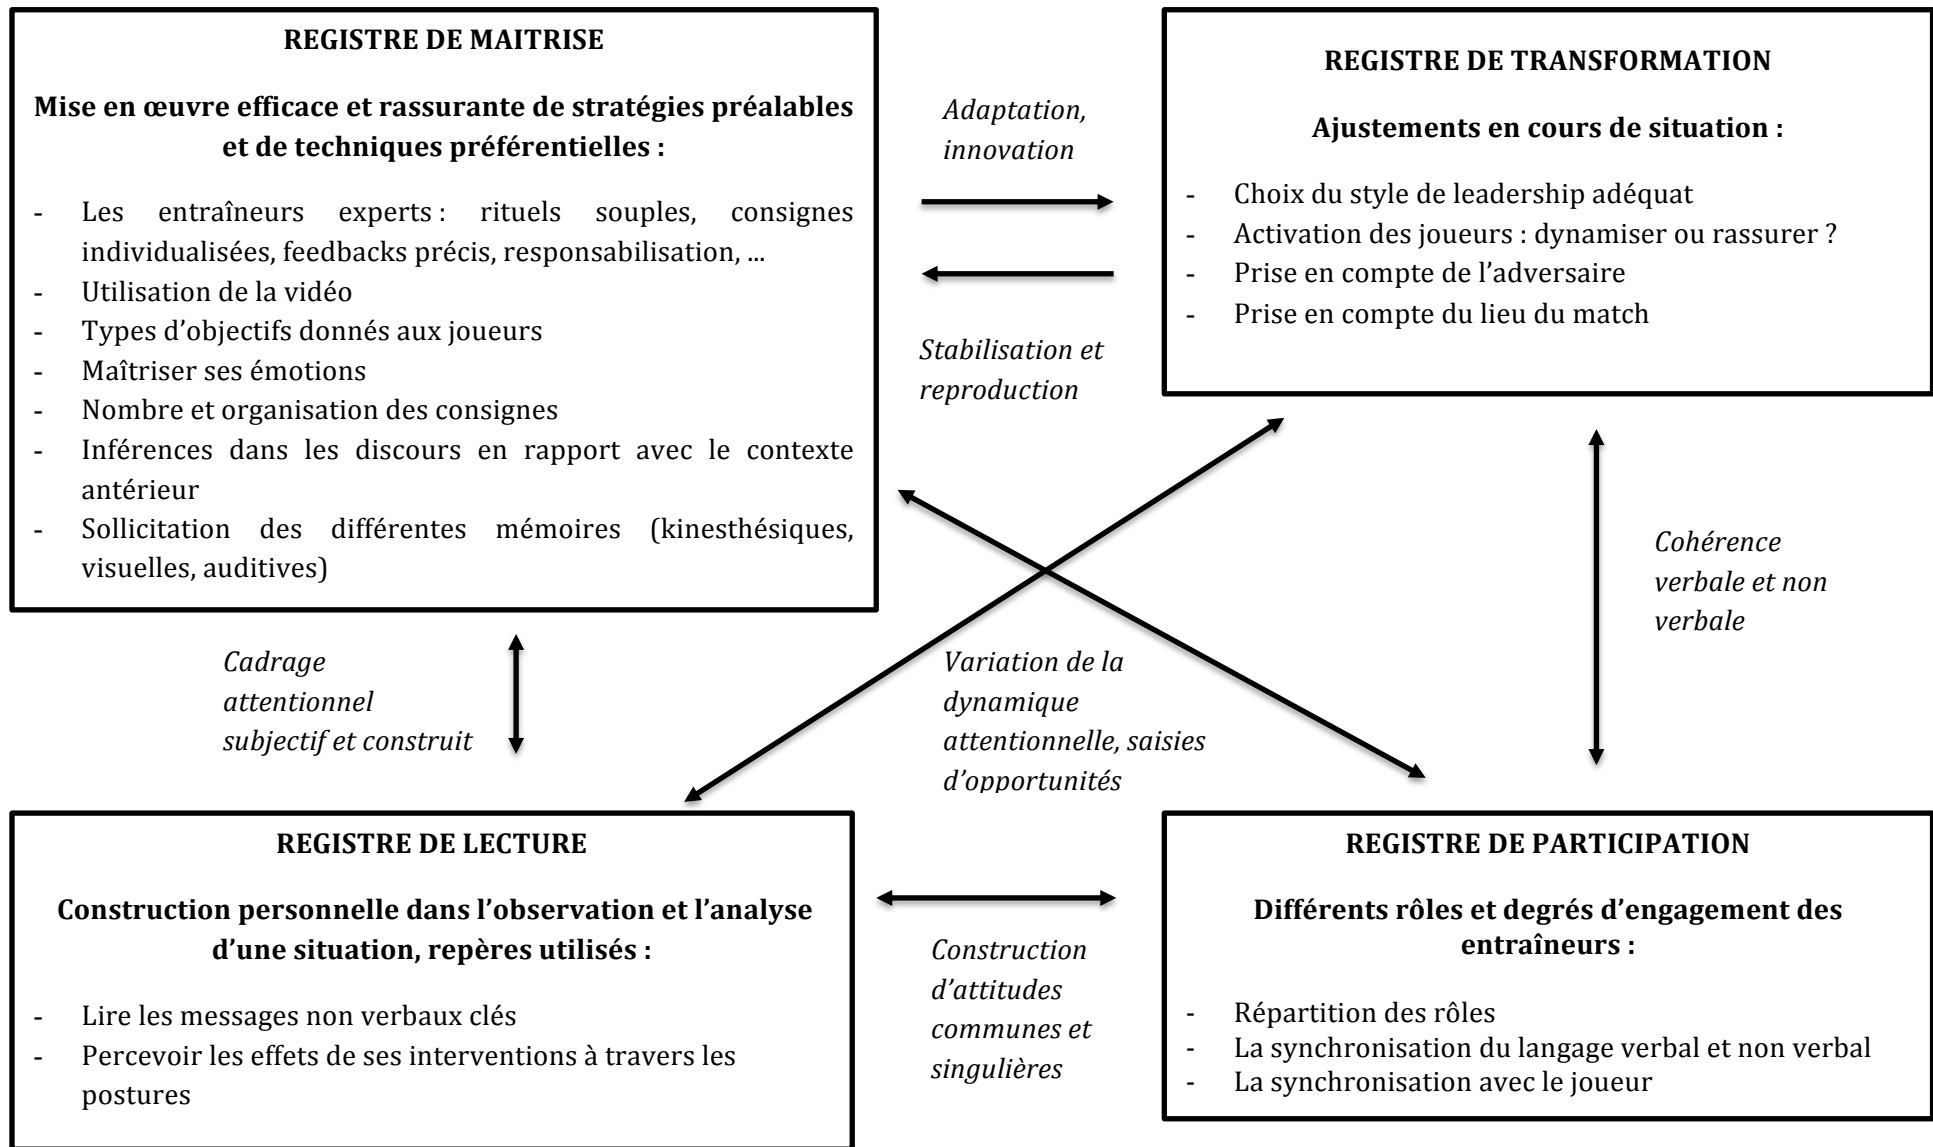 REGISTRE DE MAITRISE
Mise en œuvre efficace et rassurante de stratégies préalables
et de techniques préférentielles :
- Les entraîneurs experts : rituels souples, consignes
individualisées, feedbacks précis, responsabilisation, ...
- Utilisation de la vidéo
- Types d’objectifs donnés aux joueurs
- Maîtriser ses émotions
- Nombre et organisation des consignes
- Inférences dans les discours en rapport avec le contexte
antérieur
- Sollicitation des différentes mémoires (kinesthésiques,
visuelles, auditives)
Adaptation,
innovation
Stabilisation et
reproduction
REGISTRE DE TRANSFORMATION
Ajustements en cours de situation :
- Choix du style de leadership adéquat
- Activation des joueurs : dynamiser ou rassurer ?
- Prise en compte de l’adversaire
- Prise en compte du lieu du match
Cadrage
attentionnel
subjectif et construit
Variation de la
dynamique
attentionnelle, saisies
d’opportunités
Cohérence
verbale et non
verbale
REGISTRE DE LECTURE
Construction personnelle dans l’observation et l’analyse
d’une situation, repères utilisés :
- Lire les messages non verbaux clés
- Percevoir les effets de ses interventions à travers les
postures
Construction
d’attitudes
communes et
singulières
REGISTRE DE PARTICIPATION
Différents rôles et degrés d’engagement des
entraîneurs :
- Répartition des rôles
- La synchronisation du langage verbal et non verbal
- La synchronisation avec le joueur